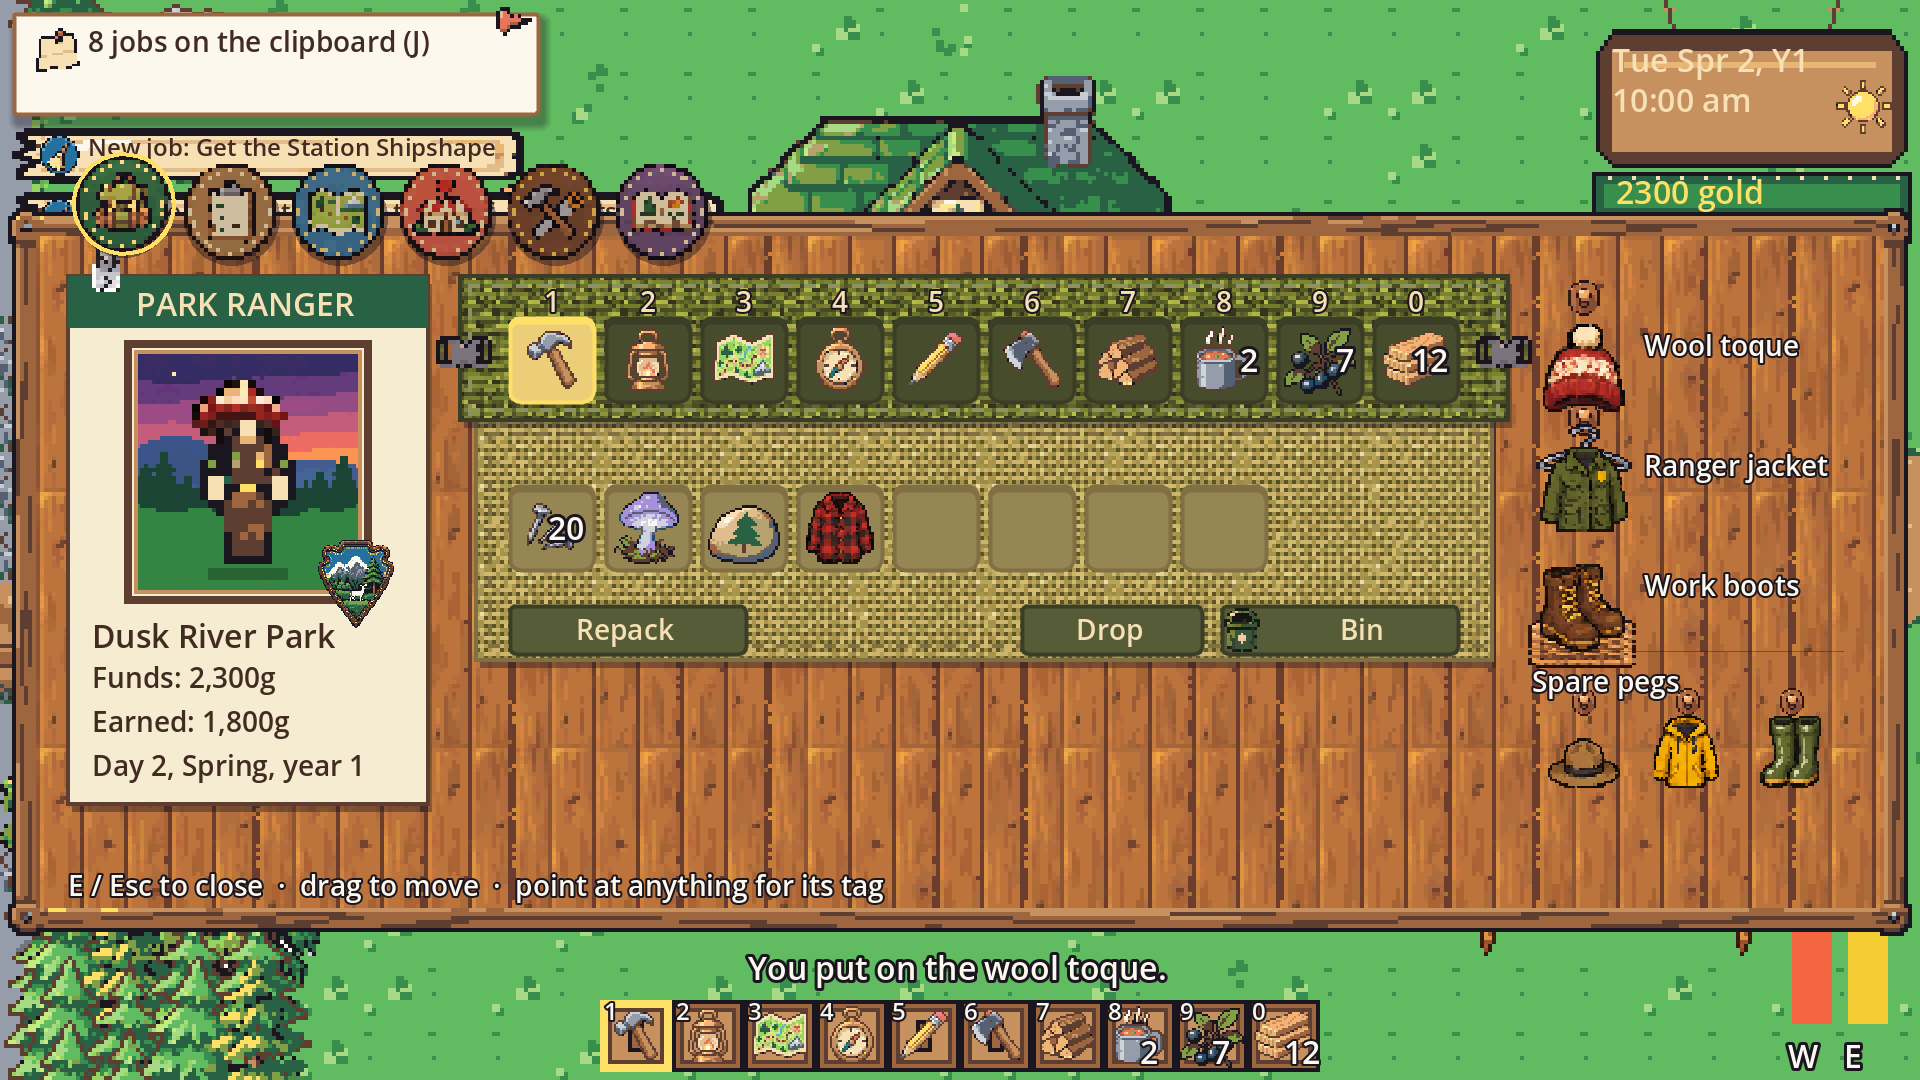 8 jobs on the clipboard (J)
Tue Spr 2, Y1
10:00 am
New job: Get the Station Shipshape
2300 gold
PARK RANGER
1 2 3 4 5 6 7 8 9 0
2 7 12
Wool toque
Ranger jacket
20
Work boots
Repack
Drop
Bin
Dusk River Park
Funds: 2,300g
Earned: 1,800g
Day 2, Spring, year 1
Spare pegs
E / Esc to close · drag to move · point at anything for its tag
You put on the wool toque.
1 2 3 4 5 6 7 8 9 0
2 7 12
W E